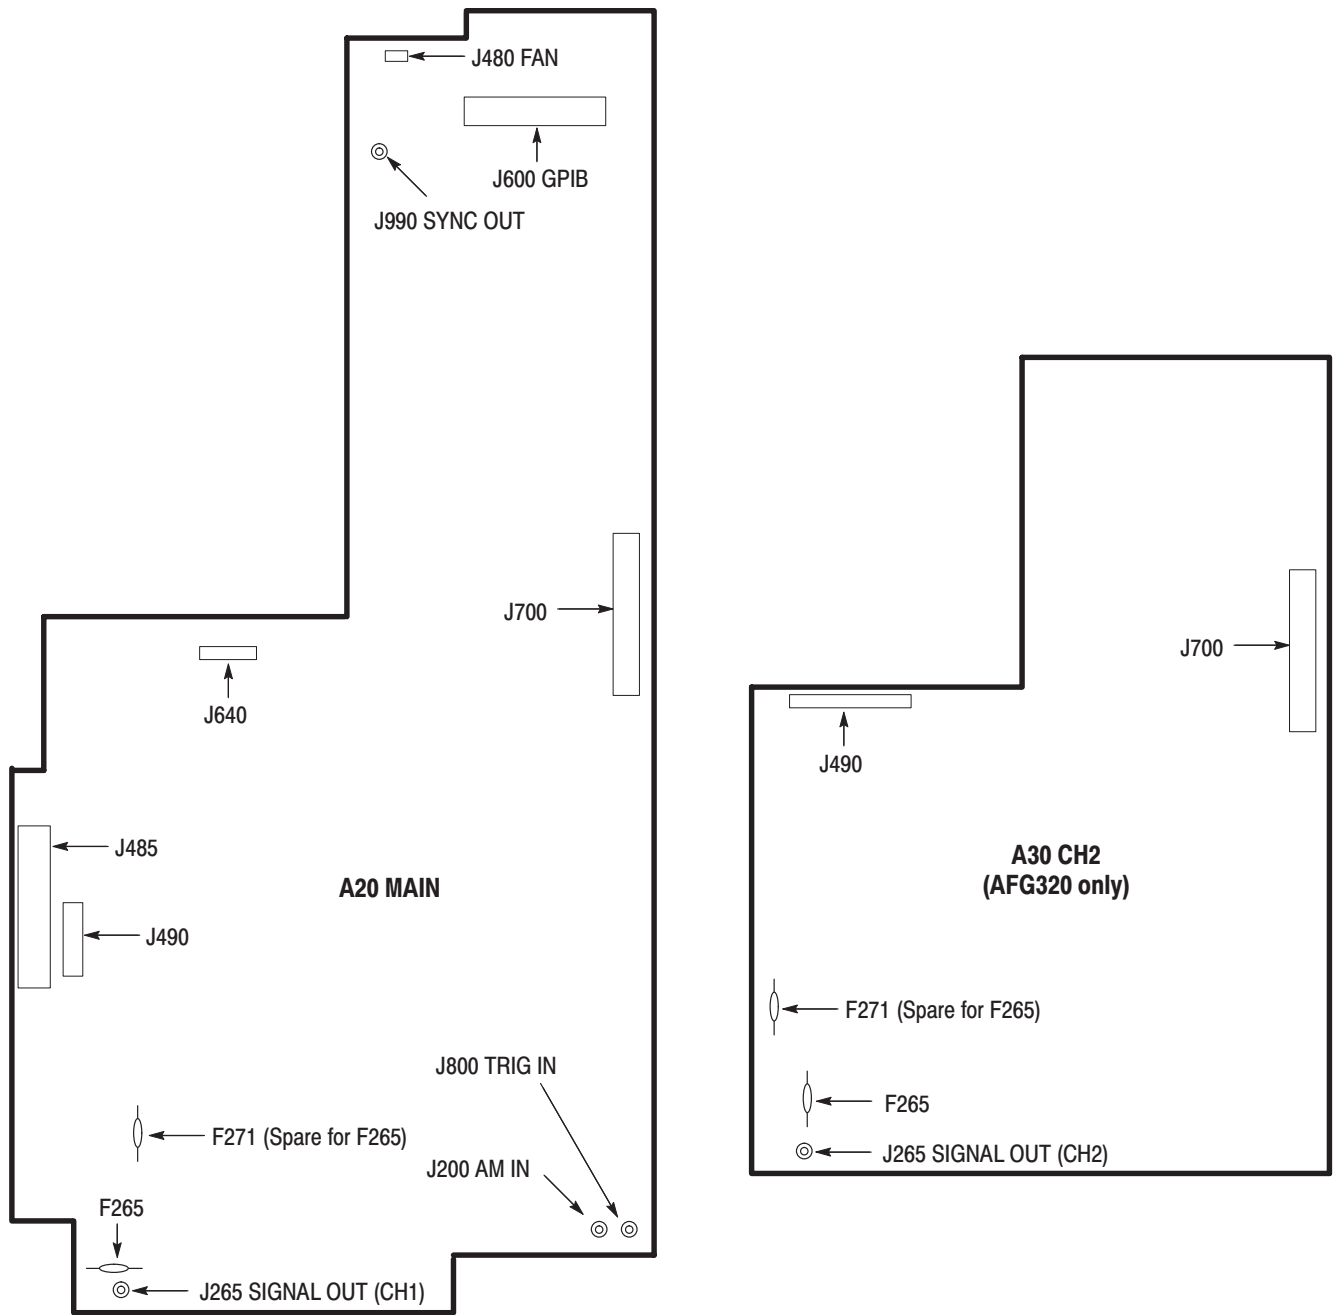 J480 FAN
J600 GPIB
J990 SYNC OUT
J700
J640
J485
A20 MAIN
J490
J800 TRIG IN
F271 (Spare for F265)
J200 AM IN
F265
J265 SIGNAL OUT (CH1)
J700
J490
A30 CH2
(AFG320 only)
F271 (Spare for F265)
F265
J265 SIGNAL OUT (CH2)